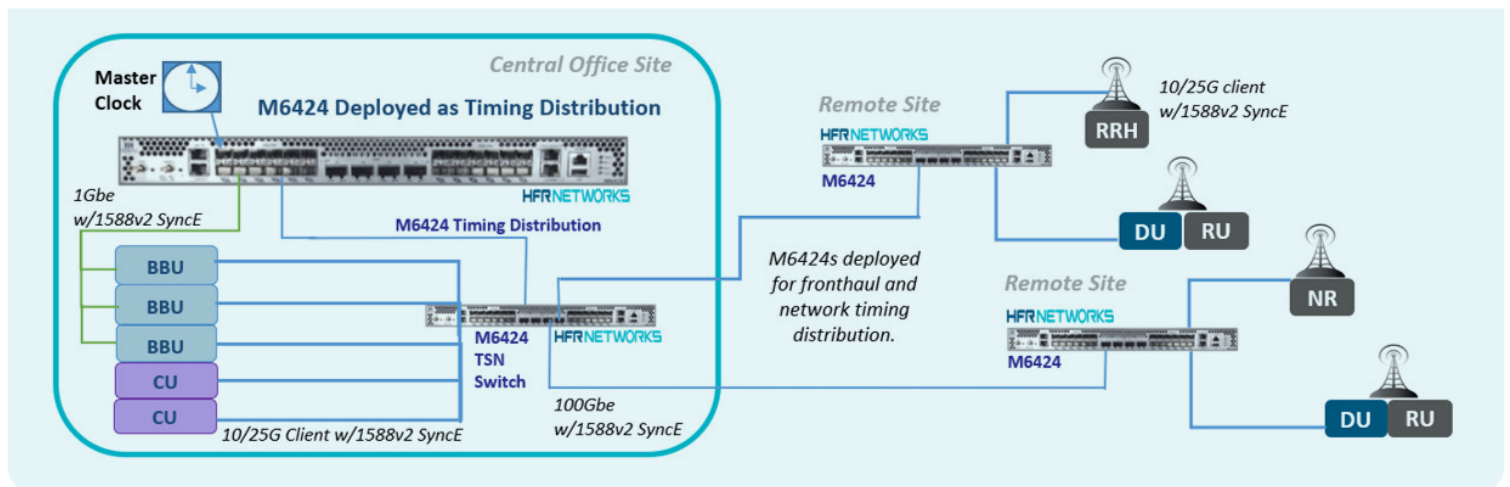 Central Office Site
Master
Clock
M6424 Deployed as Timing Distribution
HFRNETWORKS
1Gbe
w/1588v2 SyncE
M6424 Timing Distribution
BBU
BBU
BBU
CU
CU
10/25G Client w/1588v2 SyncE
M6424
TSN
Switch
HFRNETWORKS
100Gbe
w/1588v2 SyncE
M6424s deployed
for fronthaul and
network timing
distribution.
Remote Site
HFRNETWORKS
M6424
RRH
10/25G client
w/1588v2 SyncE
DU
RU
Remote Site
HFRNETWORKS
M6424
NR
DU
RU